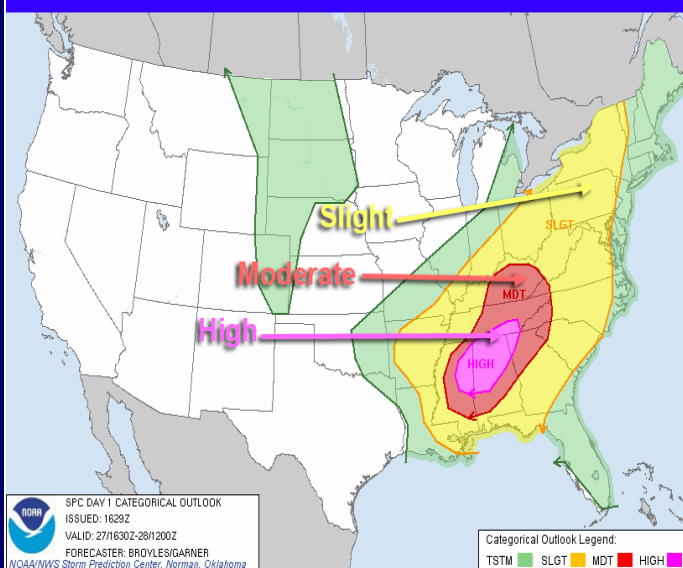 Slight
SLGT
Moderate
MDT
High
HIGH
NOAA
SPC DAY 1 CATEGORICAL OUTLOOK
ISSUED: 1629Z
VALID: 27/1630Z-28/1200Z
FORECASTER: BROYLES/GARNER
NOAA/NWS Storm Prediction Center, Norman, Oklahoma
Categorical Outlook Legend:
TSTM SLGT MDT HIGH